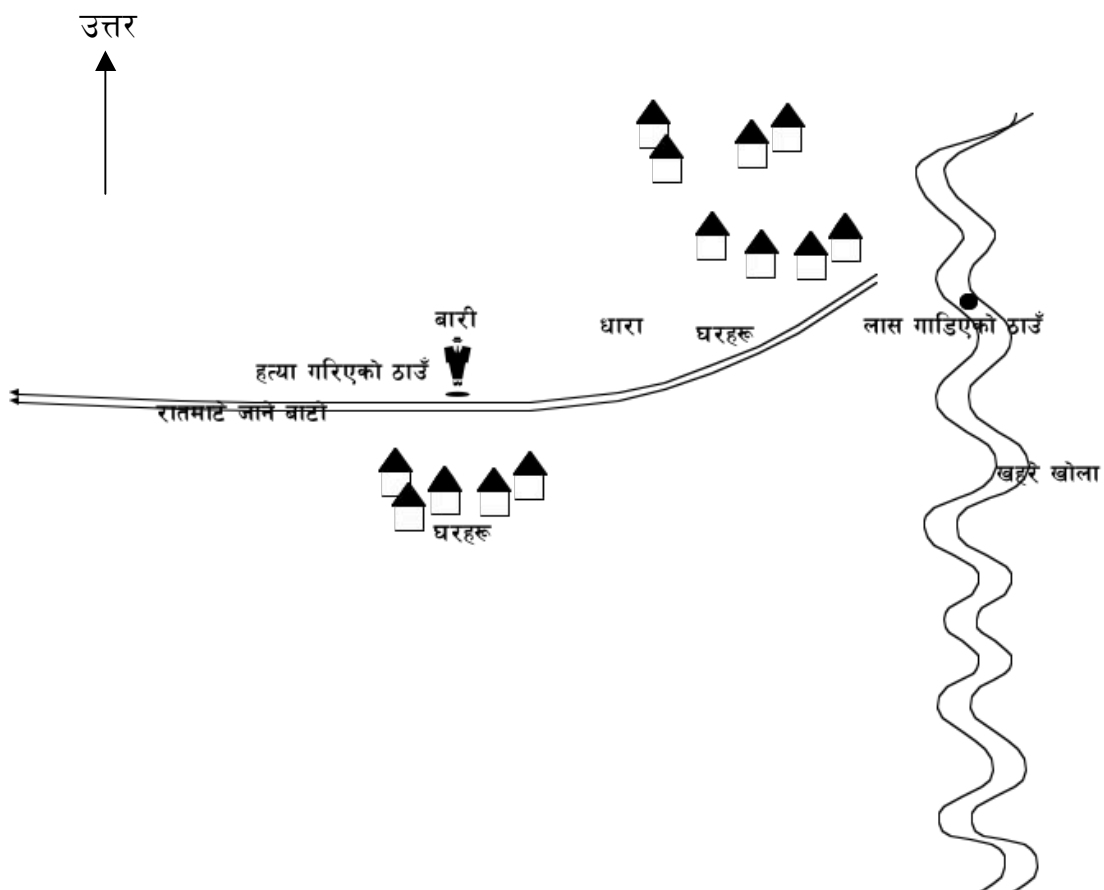 उत्तर
बारी
धारा
घरहरू
लास गाडिएको ठाउँ
हत्या गरिएको ठाउँ
रातमाटे जाने बाटो
खहरे खोला
घरहरू